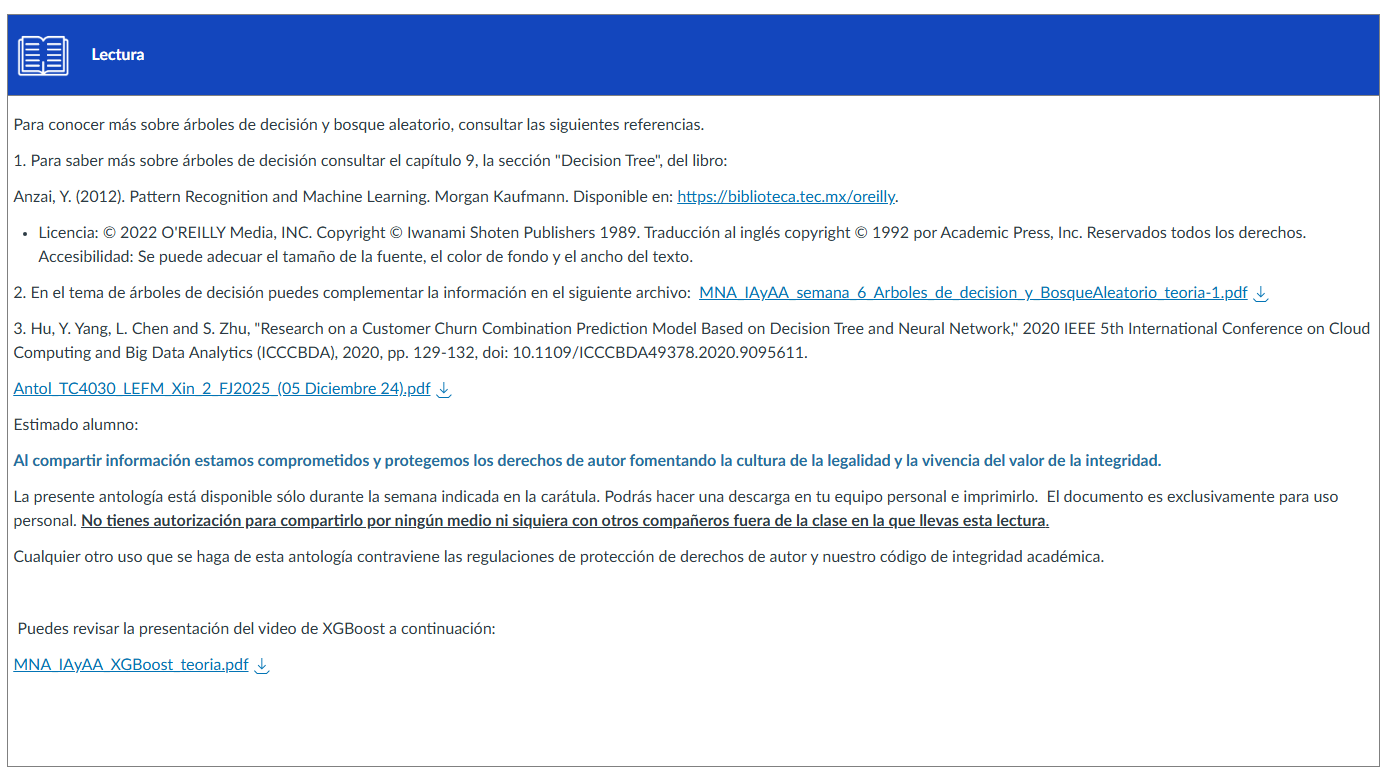 Lectura
Para conocer más sobre árboles de decisión y bosque aleatorio, consultar las siguientes referencias.
1. Para saber más sobre árboles de decisión consultar el capítulo 9, la sección "Decision Tree", del libro:
Anzai, Y. (2012). Pattern Recognition and Machine Learning. Morgan Kaufmann. Disponible en: https://biblioteca.tec.mx/oreilly.
• Licencia: © 2022 O'REILLY Media, INC. Copyright © Iwanami Shoten Publishers 1989. Traducción al inglés copyright © 1992 por Academic Press, Inc. Reservados todos los derechos.
Accesibilidad: Se puede adecuar el tamaño de la fuente, el color de fondo y el ancho del texto.
2. En el tema de árboles de decisión puedes complementar la información en el siguiente archivo: MNA_IAyAA_semana_6_Arboles_de_decision_y_BosqueAleatorio_teoria-1.pdf
3. Hu, Y. Yang, L. Chen and S. Zhu, "Research on a Customer Churn Combination Prediction Model Based on Decision Tree and Neural Network," 2020 IEEE 5th International Conference on Cloud
Computing and Big Data Analytics (ICCCBDA), 2020, pp. 129-132, doi: 10.1109/ICCCBDA49378.2020.9095611.
Antol_TC4030_LEFM_Xin_2_FJ2025_(05 Diciembre 24).pdf
Estimado alumno:
Al compartir información estamos comprometidos y protegemos los derechos de autor fomentando la cultura de la legalidad y la vivencia del valor de la integridad.
La presente antología está disponible sólo durante la semana indicada en la carátula. Podrás hacer una descarga en tu equipo personal e imprimirlo. El documento es exclusivamente para uso
personal. No tienes autorización para compartirlo por ningún medio ni siquiera con otros compañeros fuera de la clase en la que llevas esta lectura.
Cualquier otro uso que se haga de esta antología contraviene las regulaciones de protección de derechos de autor y nuestro código de integridad académica.
Puedes revisar la presentación del video de XGBoost a continuación:
MNA_IAyAA_XGBoost_teoria.pdf